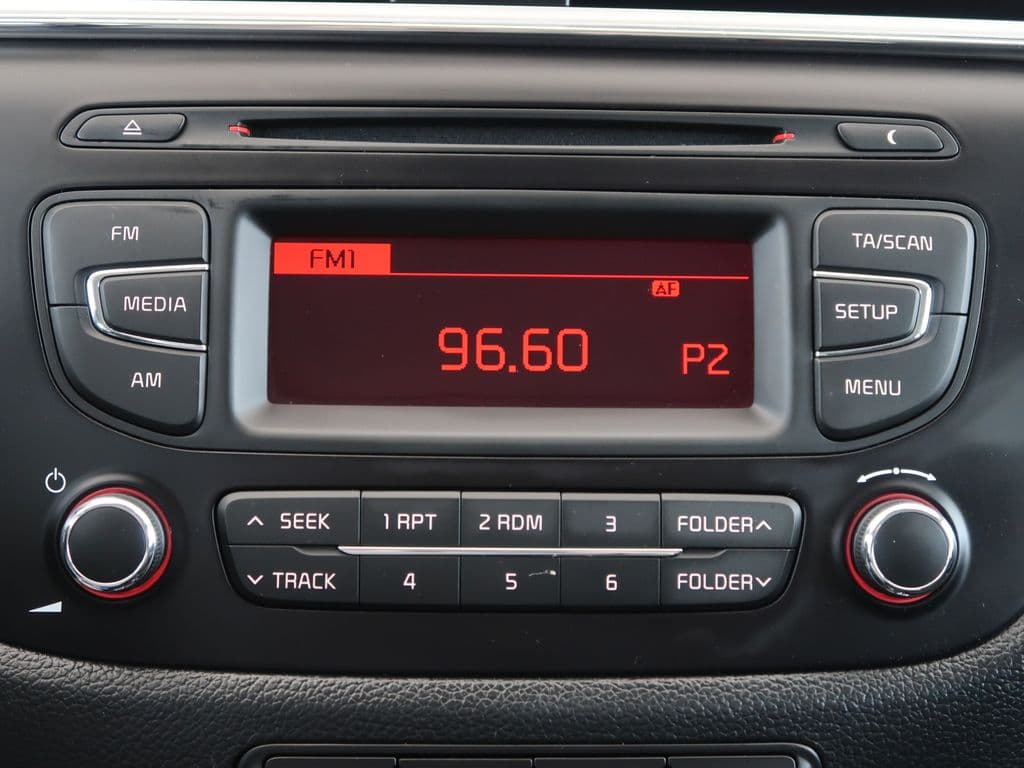 FM
MEDIA
AM
FM1
AF
96.60
P2
TA/SCAN
SETUP
MENU
SEEK
1 RPT
2 RDM
3
FOLDER
TRACK
4
5
6
FOLDER